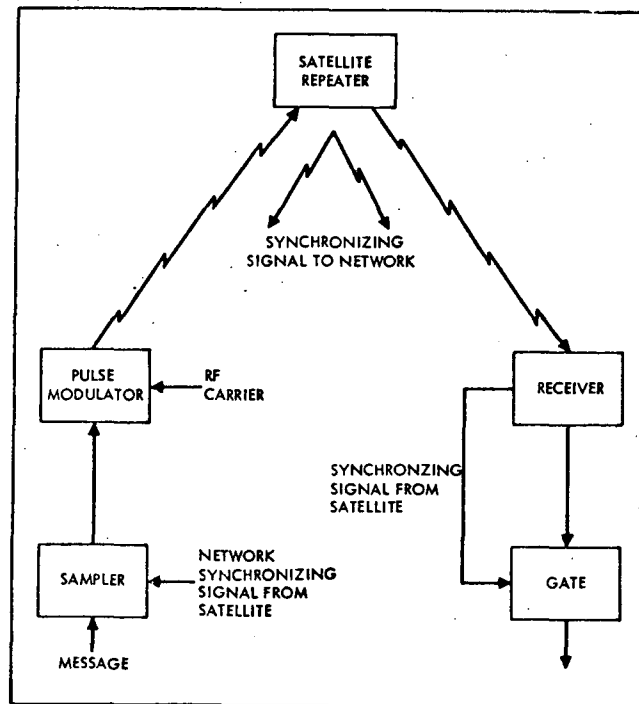 SATELLITE
REPEATER
SYNCHRONIZING
SIGNAL TO NETWORK
PULSE
MODULATOR
RF
CARRIER
RECEIVER
SYNCHRONZING
SIGNAL FROM
SATELLITE
SAMPLER
NETWORK
SYNCHRONIZING
SIGNAL FROM
SATELLITE
GATE
MESSAGE